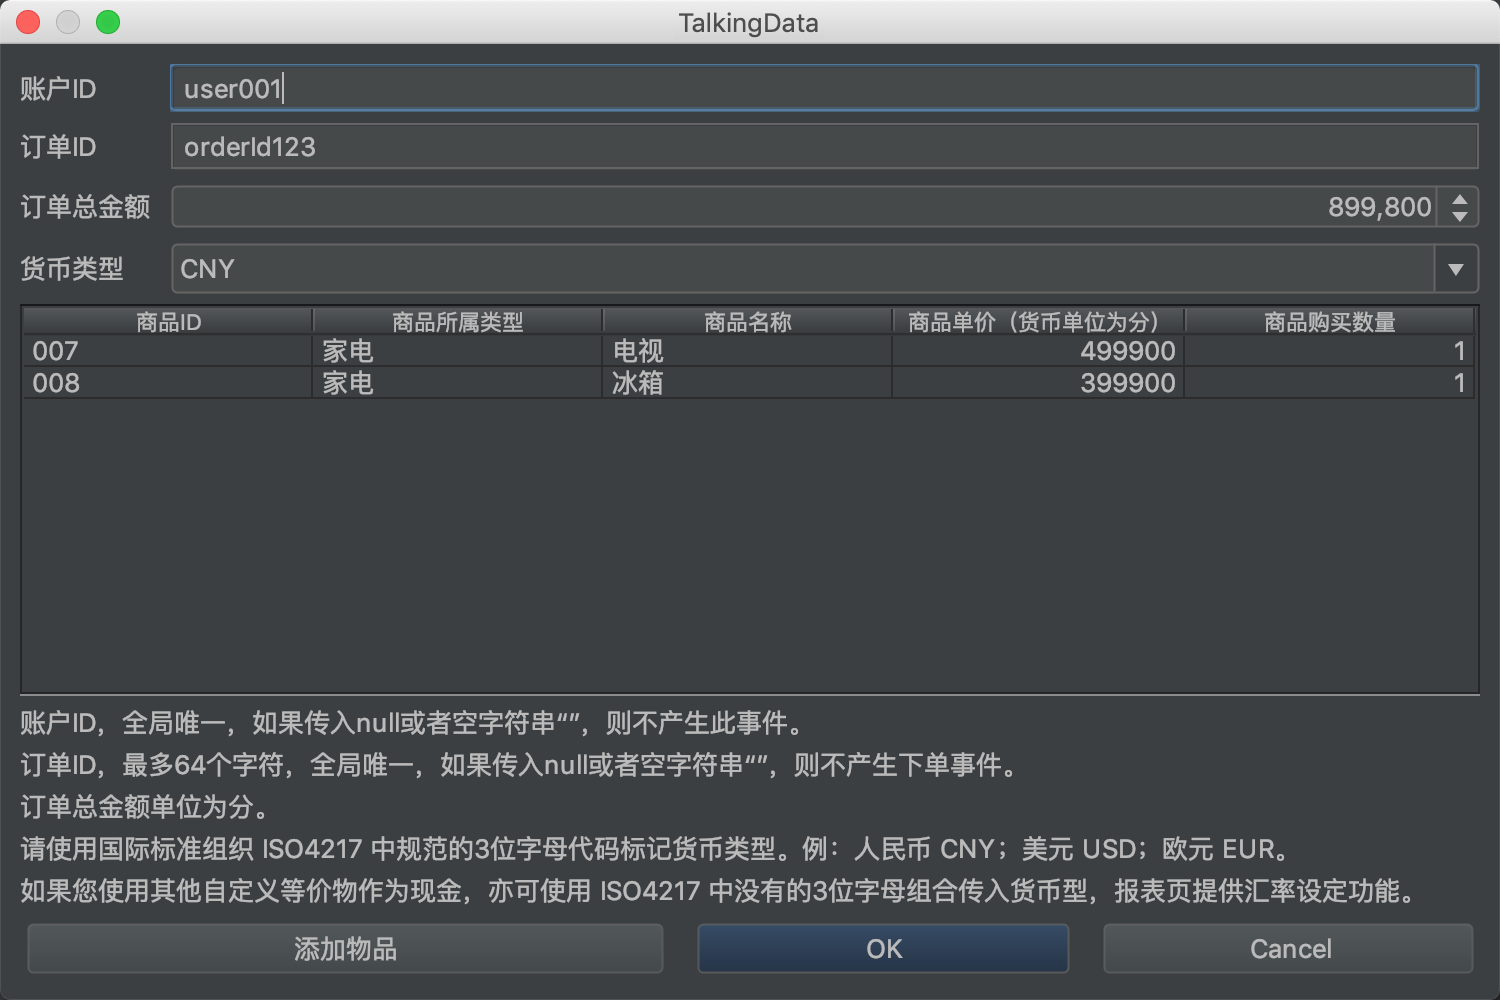 TalkingData
账户ID
user001
订单ID
orderId123
订单总金额
899,800
货币类型
CNY
商品ID 商品所属类型 商品名称 商品单价（货币单位为分） 商品购买数量
007 家电 电视 499900 1
008 家电 冰箱 399900 1
账户ID，全局唯一，如果传入null或者空字符串“”，则不产生此事件。
订单ID，最多64个字符，全局唯一，如果传入null或者空字符串“”，则不产生下单事件。
订单总金额单位为分。
请使用国际标准组织 ISO4217 中规范的3位字母代码标记货币类型。例：人民币 CNY；美元 USD；欧元 EUR。
如果您使用其他自定义等价物作为现金，亦可使用 ISO4217 中没有的3位字母组合传入货币型，报表页提供汇率设定功能。
添加物品 OK Cancel